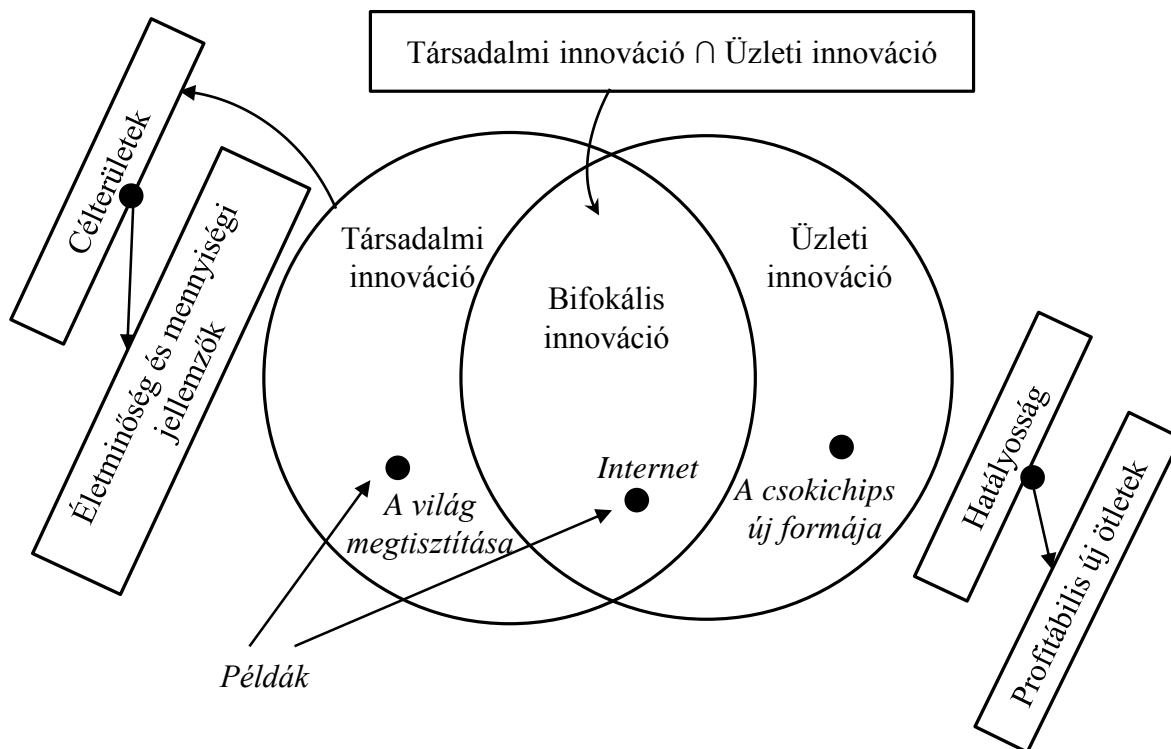 Társadalmi innováció ∩ Üzleti innováció
Célterületek
Életminőség és mennyiségi
jellemzők
Társadalmi
innováció
Üzleti
innováció
Bifokális
innováció
Internet
A világ
megtisztítása
A csokichips
új formája
Példák
Hatályosság
Profitábilis új ötletek